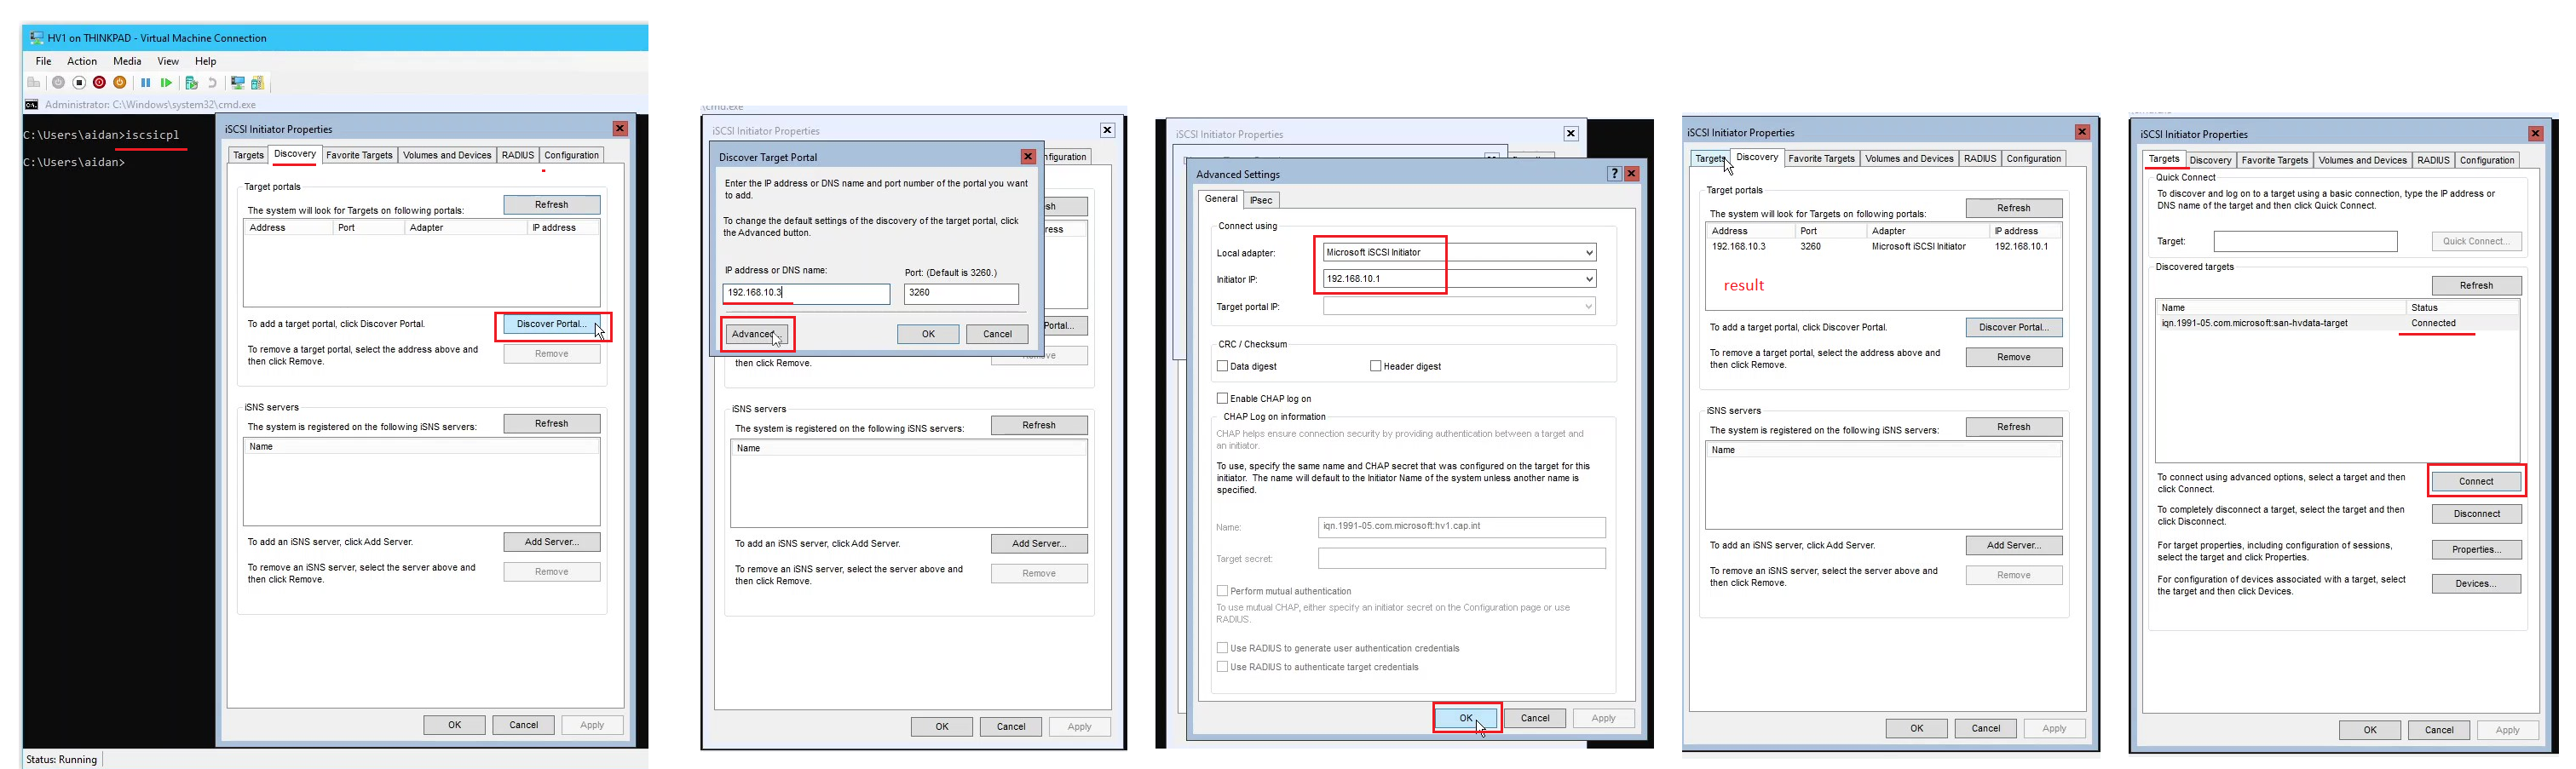 HV1 on THINKPAD - Virtual Machine Connection
File Action Media View Help
Administrator: C:\Windows\system32\cmd.exe
C:\Users\aidan>iscsicpl
C:\Users\aidan>
iSCSI Initiator Properties
Targets Discovery Favorite Targets Volumes and Devices RADIUS Configuration
Target portals
The system will look for Targets on following portals:
Refresh
Address Port Adapter IP address
To add a target portal, click Discover Portal.
Discover Portal...
To remove a target portal, select the address above and
then click Remove.
Remove
iSNS servers
The system is registered on the following iSNS servers:
Refresh
Name
To add an iSNS server, click Add Server.
Add Server...
To remove an iSNS server, select the server above and
then click Remove.
Remove
OK Cancel Apply
Status: Running
\cmd.exe
iSCSI Initiator Properties
Discover Target Portal
nfiguration
Enter the IP address or DNS name and port number of the portal you want
to add.
To change the default settings of the discovery of the target portal, click
the Advanced button.
sh
ress
IP address or DNS name:
Port: (Default is 3260.)
192.168.10.3
3260
Advanced...
OK
Cancel
Portal...
ve
then click Remove.
iSNS servers
The system is registered on the following iSNS servers:
Refresh
Name
To add an iSNS server, click Add Server.
Add Server...
To remove an iSNS server, select the server above and
then click Remove.
Remove
OK Cancel Apply
iSCSI Initiator Properties
Advanced Settings
General IPsec
Connect using
Local adapter:
Microsoft iSCSI Initiator
Initiator IP:
192.168.10.1
Target portal IP:
CRC / Checksum
Data digest
Header digest
Enable CHAP log on
CHAP Log on information
CHAP helps ensure connection security by providing authentication between a target and
an initiator.
To use, specify the same name and CHAP secret that was configured on the target for this
initiator. The name will default to the Initiator Name of the system unless another name is
specified.
Name:
iqn.1991-05.com.microsoft:hv1.cap.int
Target secret:
Perform mutual authentication
To use mutual CHAP, either specify an initiator secret on the Configuration page or use
RADIUS.
Use RADIUS to generate user authentication credentials
Use RADIUS to authenticate target credentials
OK Cancel Apply
iSCSI Initiator Properties
Targets Discovery Favorite Targets Volumes and Devices RADIUS Configuration
Target portals
The system will look for Targets on following portals:
Refresh
Address Port Adapter IP address
192.168.10.3 3260 Microsoft iSCSI Initiator 192.168.10.1
result
To add a target portal, click Discover Portal.
Discover Portal...
To remove a target portal, select the address above and
then click Remove.
Remove
iSNS servers
The system is registered on the following iSNS servers:
Refresh
Name
To add an iSNS server, click Add Server.
Add Server...
To remove an iSNS server, select the server above and
then click Remove.
Remove
OK Cancel Apply
iSCSI Initiator Properties
Targets Discovery Favorite Targets Volumes and Devices RADIUS Configuration
Quick Connect
To discover and log on to a target using a basic connection, type the IP address or
DNS name of the target and then click Quick Connect.
Target:
Quick Connect...
Discovered targets
Refresh
Name Status
iqn.1991-05.com.microsoft:san-hvdata-target Connected
To connect using advanced options, select a target and then
click Connect.
Connect
To completely disconnect a target, select the target and then
click Disconnect.
Disconnect
For target properties, including configuration of sessions,
select the target and click Properties.
Properties...
For configuration of devices associated with a target, select
the target and then click Devices.
Devices...
OK Cancel Apply